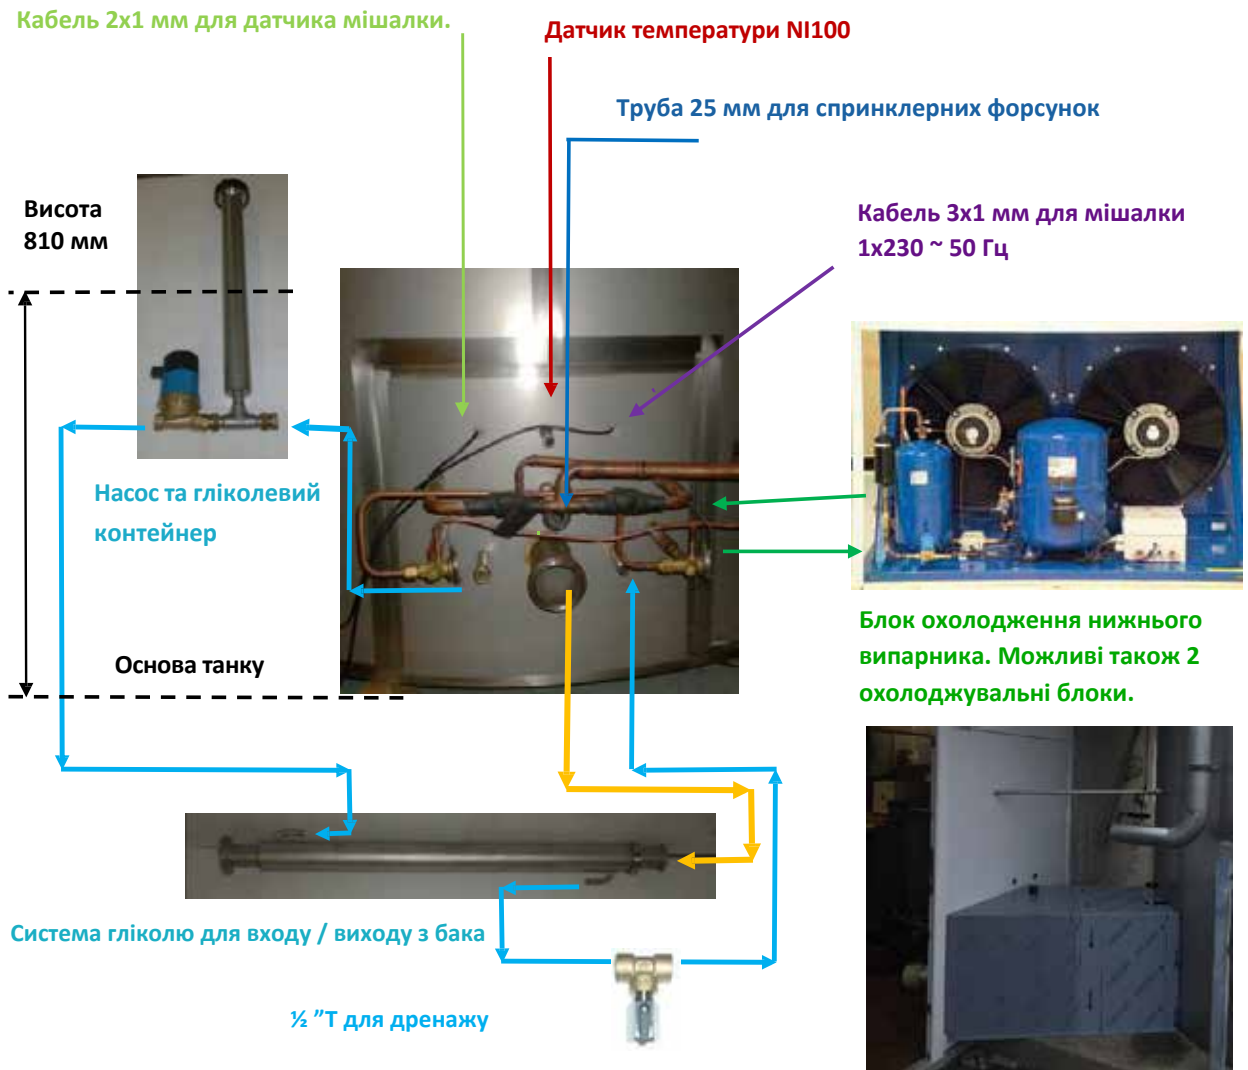 Кабель 2х1 мм для датчика мішалки.
Датчик температури NI100
Труба 25 мм для спринклерних форсунок
Висота
810 мм
Кабель 3х1 мм для мішалки
1х230 ~ 50 Гц
Насос та гліколевий
контейнер
Основа танку
Блок охолодження нижнього
випарника. Можливі також 2
охолоджувальні блоки.
Система гліколю для входу / виходу з бака
½ ”Т для дренажу